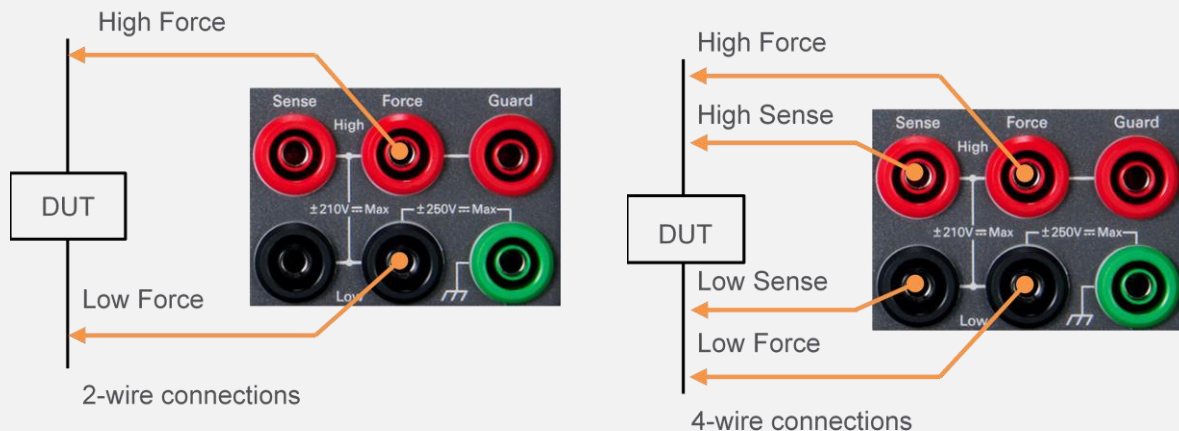 High Force
Sense Force Guard
High
±210V⎓Max ±250V⎓Max
Low
DUT
Low Force
2-wire connections
High Force
High Sense
Sense Force Guard
High
±210V⎓Max ±250V⎓Max
Low
DUT
Low Sense
Low Force
4-wire connections